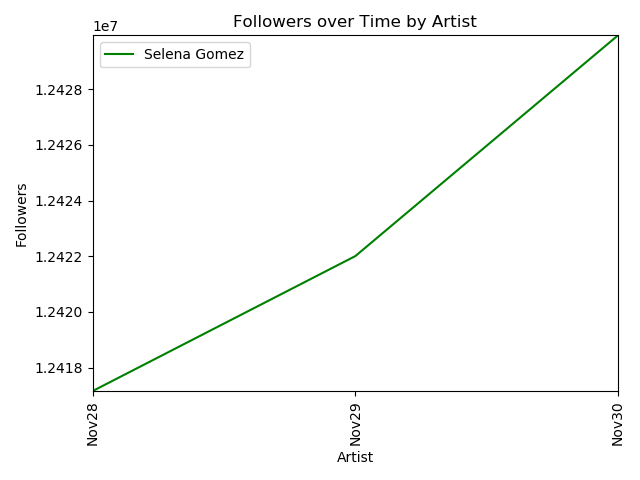 Followers over Time by Artist
1e7
Selena Gomez
1.2428
1.2426
1.2424
1.2422
1.2420
1.2418
Followers
Nov28
Nov29
Nov30
Artist